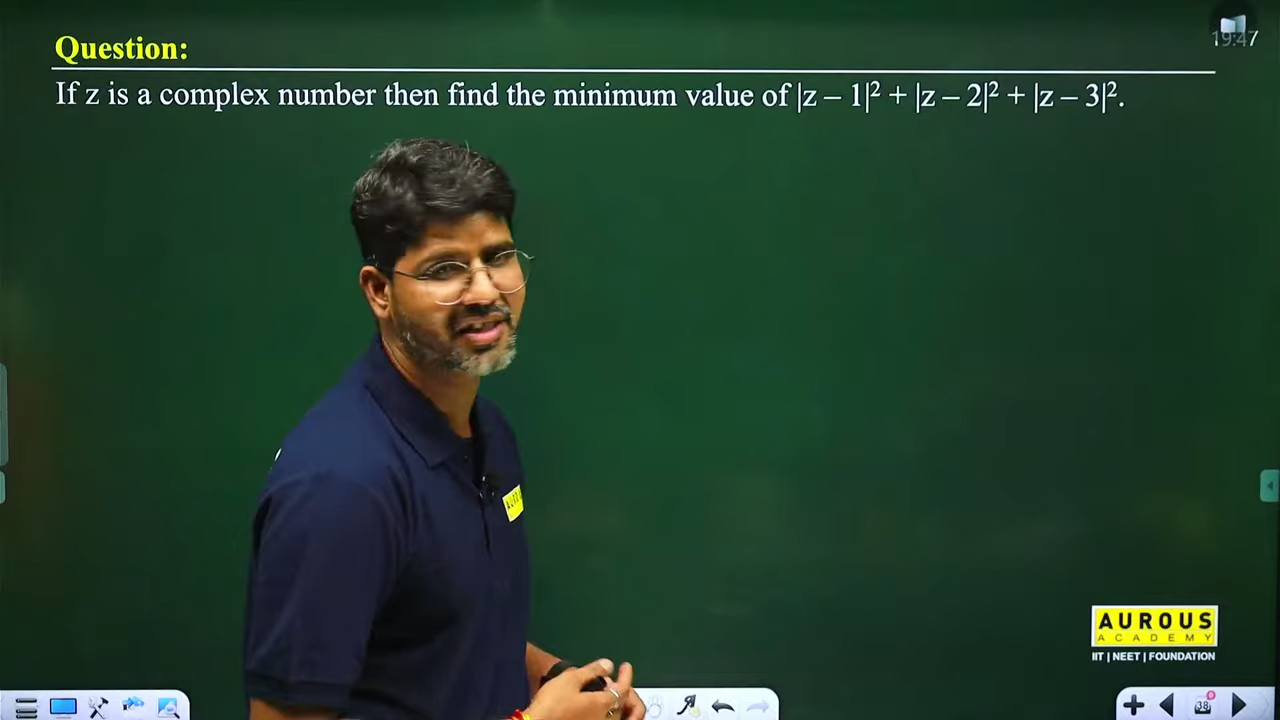 19:47
Question:
If z is a complex number then find the minimum value of |z – 1|² + |z – 2|² + |z – 3|².
AUROUS
ACADEMY
IIT | NEET | FOUNDATION
38